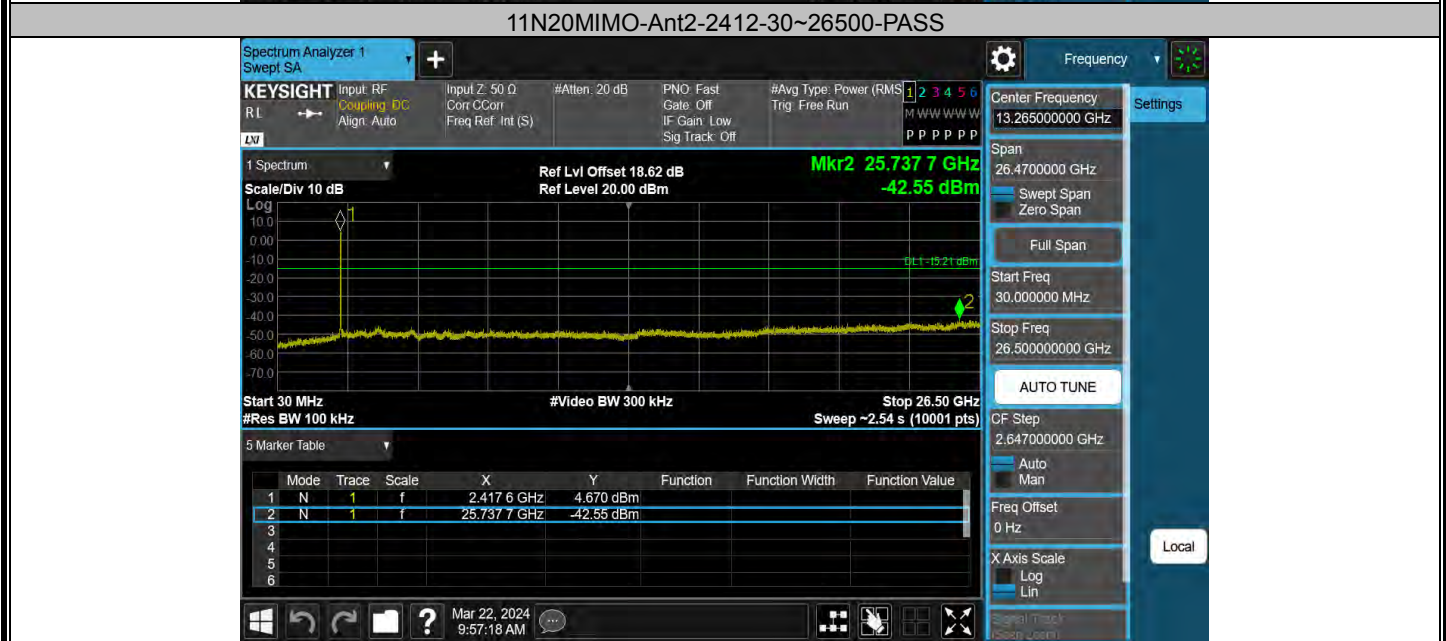 11N20MIMO-Ant2-2412-30~26500-PASS
Spectrum Analyzer 1
Swept SA
+
Frequency
KEYSIGHT
RL
LXI
Input: RF
Coupling: DC
Align: Auto
Input Z: 50 Ω
Corr CCorr
Freq Ref: Int (S)
#Atten: 20 dB
PNO: Fast
Gate: Off
IF Gain: Low
Sig Track: Off
#Avg Type: Power (RMS
Trig: Free Run
1 2 3 4 5 6
M W W W W W
P P P P P P
Center Frequency
13.265000000 GHz
Settings
Span
26.4700000 GHz
Swept Span
Zero Span
Full Span
Start Freq
30.000000 MHz
Stop Freq
26.500000000 GHz
AUTO TUNE
CF Step
2.647000000 GHz
Auto
Man
Freq Offset
0 Hz
X Axis Scale
Log
Lin
Signal Track
(Span Zoom)
Local
1 Spectrum
Scale/Div 10 dB
Log
Ref Lvl Offset 18.62 dB
Ref Level 20.00 dBm
Mkr2 25.737 7 GHz
-42.55 dBm
10.0
0.00
-10.0
-20.0
-30.0
-40.0
-50.0
-60.0
-70.0
1
DL1 -15.21 dBm
2
Start 30 MHz
#Video BW 300 kHz
Stop 26.50 GHz
#Res BW 100 kHz
Sweep ~2.54 s (10001 pts)
5 Marker Table
Mode Trace Scale X Y Function Function Width Function Value
1 N 1 f 2.417 6 GHz 4.670 dBm
2 N 1 f 25.737 7 GHz -42.55 dBm
3
4
5
6
?
Mar 22, 2024
9:57:18 AM